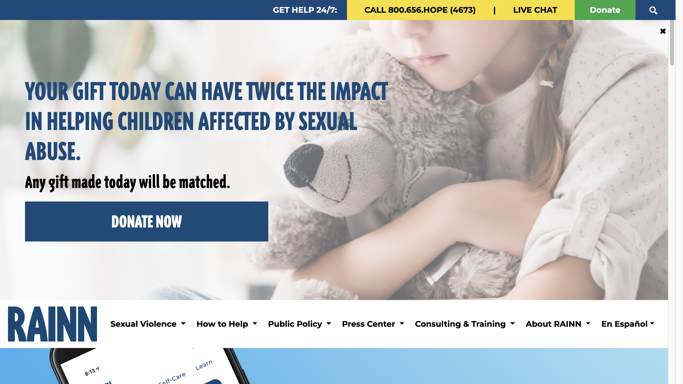 GET HELP 24/7:
CALL 800.656.HOPE (4673) | LIVE CHAT
Donate
YOUR GIFT TODAY CAN HAVE TWICE THE IMPACT
IN HELPING CHILDREN AFFECTED BY SEXUAL
ABUSE.
Any gift made today will be matched.
DONATE NOW
RAINN
Sexual Violence
How to Help
Public Policy
Press Center
Consulting & Training
About RAINN
En Español
8:13
Self-Care
Learn